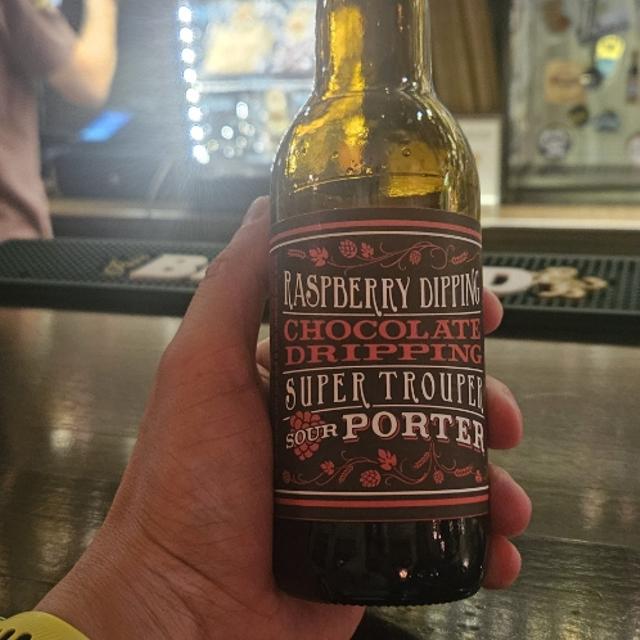 RASPBERRY DIPPING
CHOCOLATE
DRIPPING
SUPER TROUPER
SOUR PORTER